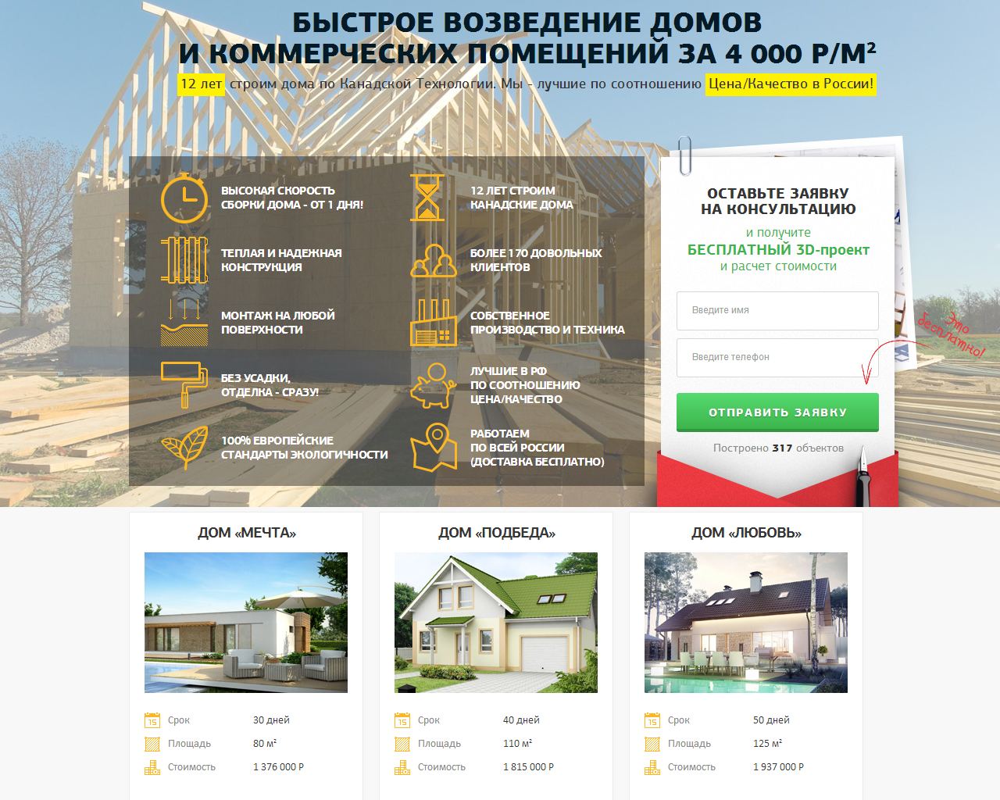 БЫСТРОЕ ВОЗВЕДЕНИЕ ДОМОВ
И КОММЕРЧЕСКИХ ПОМЕЩЕНИЙ ЗА 4 000 Р/М²
12 лет строим дома по Канадской Технологии. Мы - лучшие по соотношению Цена/Качество в России!
ВЫСОКАЯ СКОРОСТЬ
СБОРКИ ДОМА - ОТ 1 ДНЯ!
12 ЛЕТ СТРОИМ
КАНАДСКИЕ ДОМА
ТЕПЛАЯ И НАДЕЖНАЯ
КОНСТРУКЦИЯ
БОЛЕЕ 170 ДОВОЛЬНЫХ
КЛИЕНТОВ
МОНТАЖ НА ЛЮБОЙ
ПОВЕРХНОСТИ
СОБСТВЕННОЕ
ПРОИЗВОДСТВО И ТЕХНИКА
БЕЗ УСАДКИ,
ОТДЕЛКА - СРАЗУ!
ЛУЧШИЕ В РФ
ПО СООТНОШЕНИЮ
ЦЕНА/КАЧЕСТВО
100% ЕВРОПЕЙСКИЕ
СТАНДАРТЫ ЭКОЛОГИЧНОСТИ
РАБОТАЕМ
ПО ВСЕЙ РОССИИ
(ДОСТАВКА БЕСПЛАТНО)
ОСТАВЬТЕ ЗАЯВКУ
НА КОНСУЛЬТАЦИЮ
и получите
БЕСПЛАТНЫЙ 3D-проект
и расчет стоимости
Введите имя
Введите телефон
Это
бесплатно!
ОТПРАВИТЬ ЗАЯВКУ
Построено 317 объектов
ДОМ «МЕЧТА»
15 Срок 30 дней
Площадь 80 м²
Стоимость 1 376 000 Р
ДОМ «ПОДБЕДА»
15 Срок 40 дней
Площадь 110 м²
Стоимость 1 815 000 Р
ДОМ «ЛЮБОВЬ»
15 Срок 50 дней
Площадь 125 м²
Стоимость 1 937 000 Р